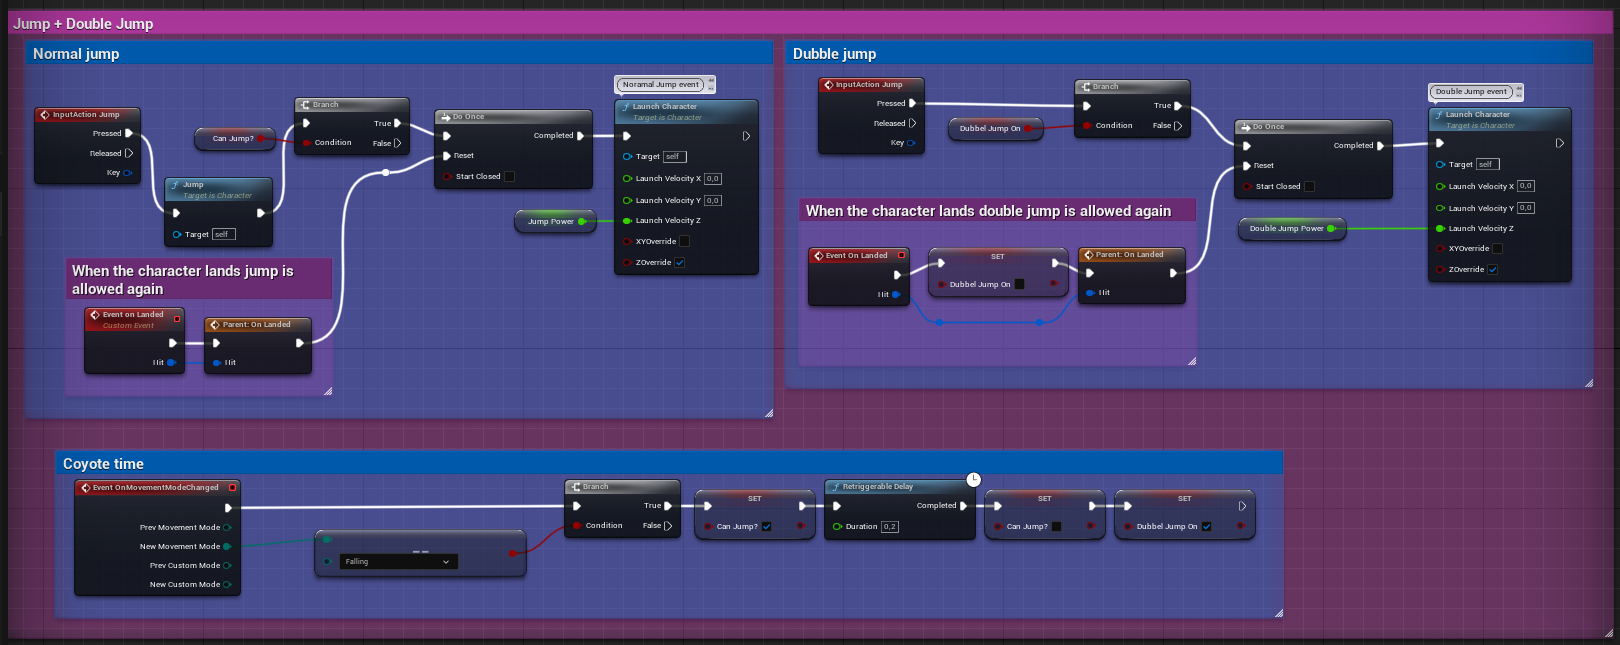 Jump + Double Jump
Normal jump
InputAction Jump
Pressed
Released
Key
Can Jump?
Jump
Target is Character
Target self
Branch
True
Condition
False
Do Once
Completed
Reset
Start Closed
Noramal Jump event
Launch Character
Target is Character
Target self
Launch Velocity X 0,0
Launch Velocity Y 0,0
Launch Velocity Z
XYOverride
ZOverride
Jump Power
When the character lands jump is
allowed again
Event on Landed
Custom Event
Hit
Parent: On Landed
Hit
Dubble jump
InputAction Jump
Pressed
Released
Key
Dubbel Jump On
Branch
True
Condition
False
Do Once
Completed
Reset
Start Closed
Double Jump event
Launch Character
Target is Character
Target self
Launch Velocity X 0,0
Launch Velocity Y 0,0
Launch Velocity Z
XYOverride
ZOverride
Double Jump Power
When the character lands double jump is allowed again
Event On Landed
Hit
SET
Dubbel Jump On
Parent: On Landed
Hit
Coyote time
Event OnMovementModeChanged
Prev Movement Mode
New Movement Mode
Prev Custom Mode
New Custom Mode
==
Falling
Branch
True
Condition
False
SET
Can Jump?
Retriggerable Delay
Completed
Duration 0,2
SET
Can Jump?
SET
Dubbel Jump On